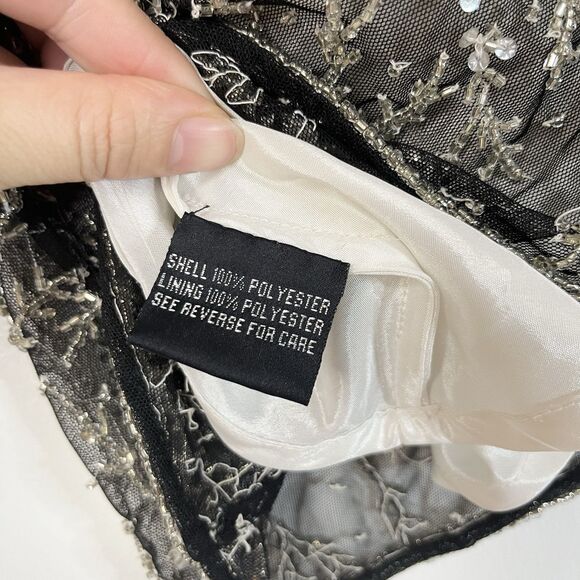 SHELL 100% POLYESTER
LINING 100% POLYESTER
SEE REVERSE FOR CARE